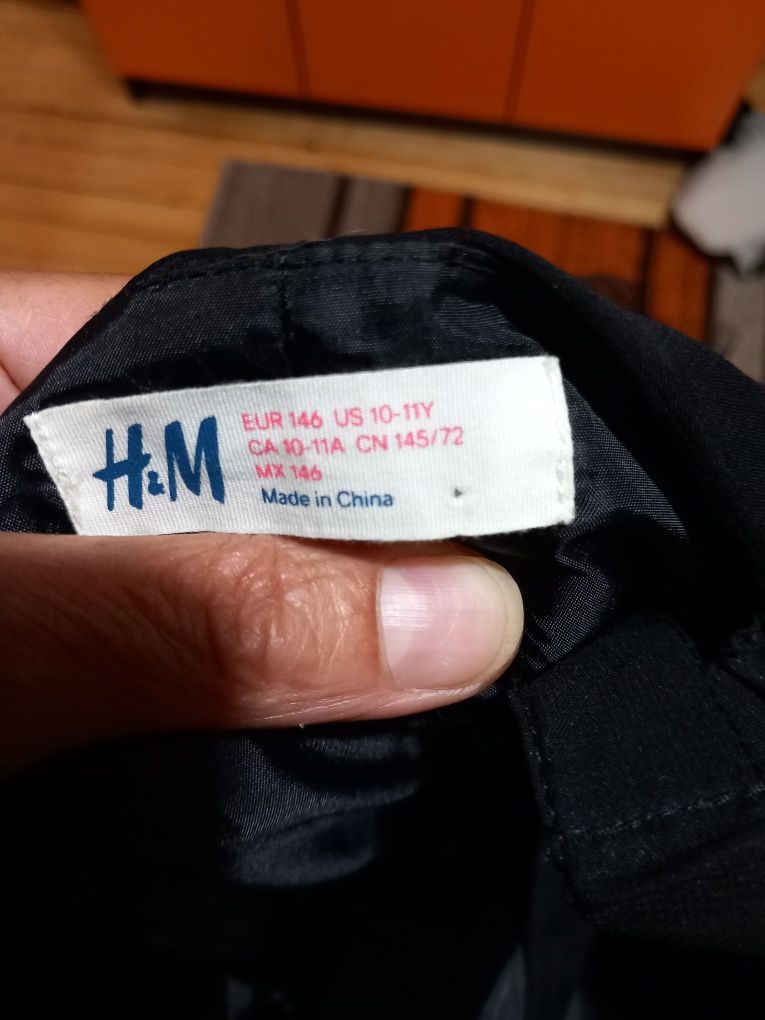 H&M
EUR 146 US 10-11Y
CA 10-11A CN 145/72
MX 146
Made in China